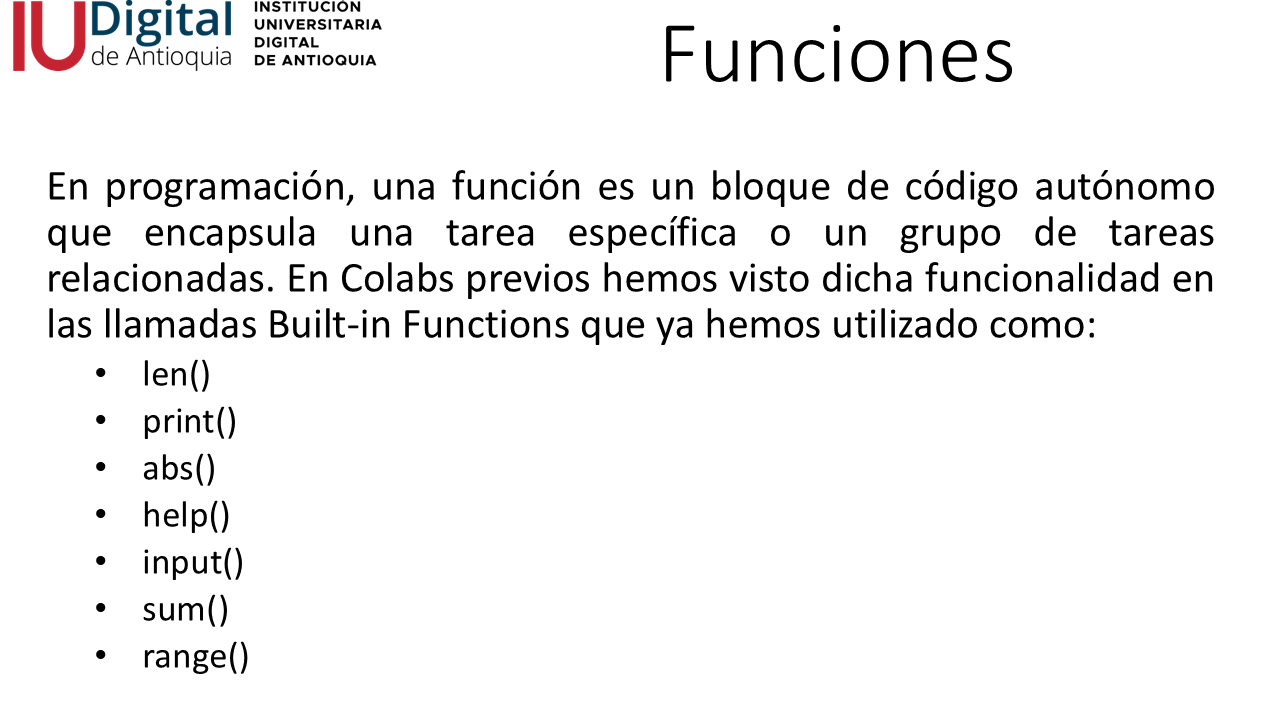 IUDigital
de Antioquia
INSTITUCIÓN
UNIVERSITARIA
DIGITAL
DE ANTIOQUIA
Funciones
En programación, una función es un bloque de código autónomo
que encapsula una tarea específica o un grupo de tareas
relacionadas. En Colabs previos hemos visto dicha funcionalidad en
las llamadas Built-in Functions que ya hemos utilizado como:
• len()
• print()
• abs()
• help()
• input()
• sum()
• range()